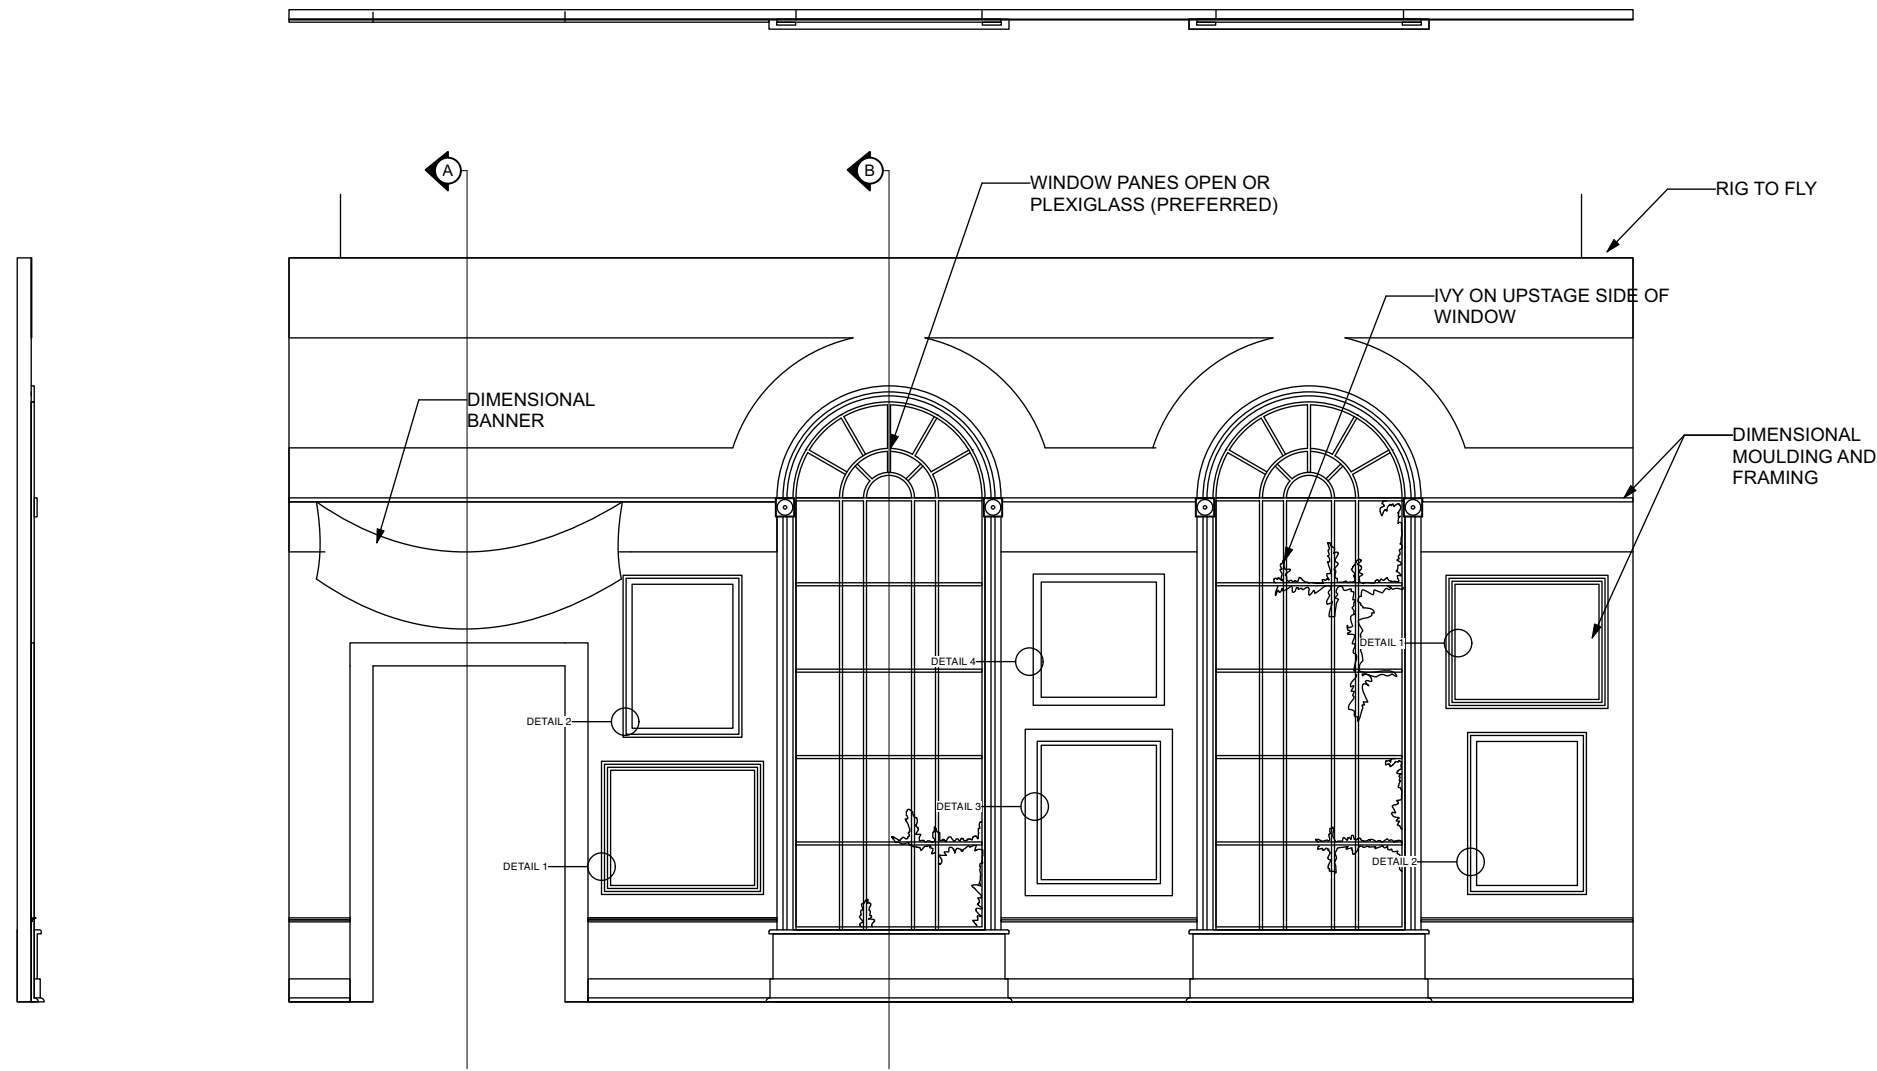 A
B
WINDOW PANES OPEN OR
PLEXIGLASS (PREFERRED)
RIG TO FLY
IVY ON UPSTAGE SIDE OF
WINDOW
DIMENSIONAL
BANNER
DIMENSIONAL
MOULDING AND
FRAMING
DETAIL 1
DETAIL 4
DETAIL 2
DETAIL 3
DETAIL 2
DETAIL 1